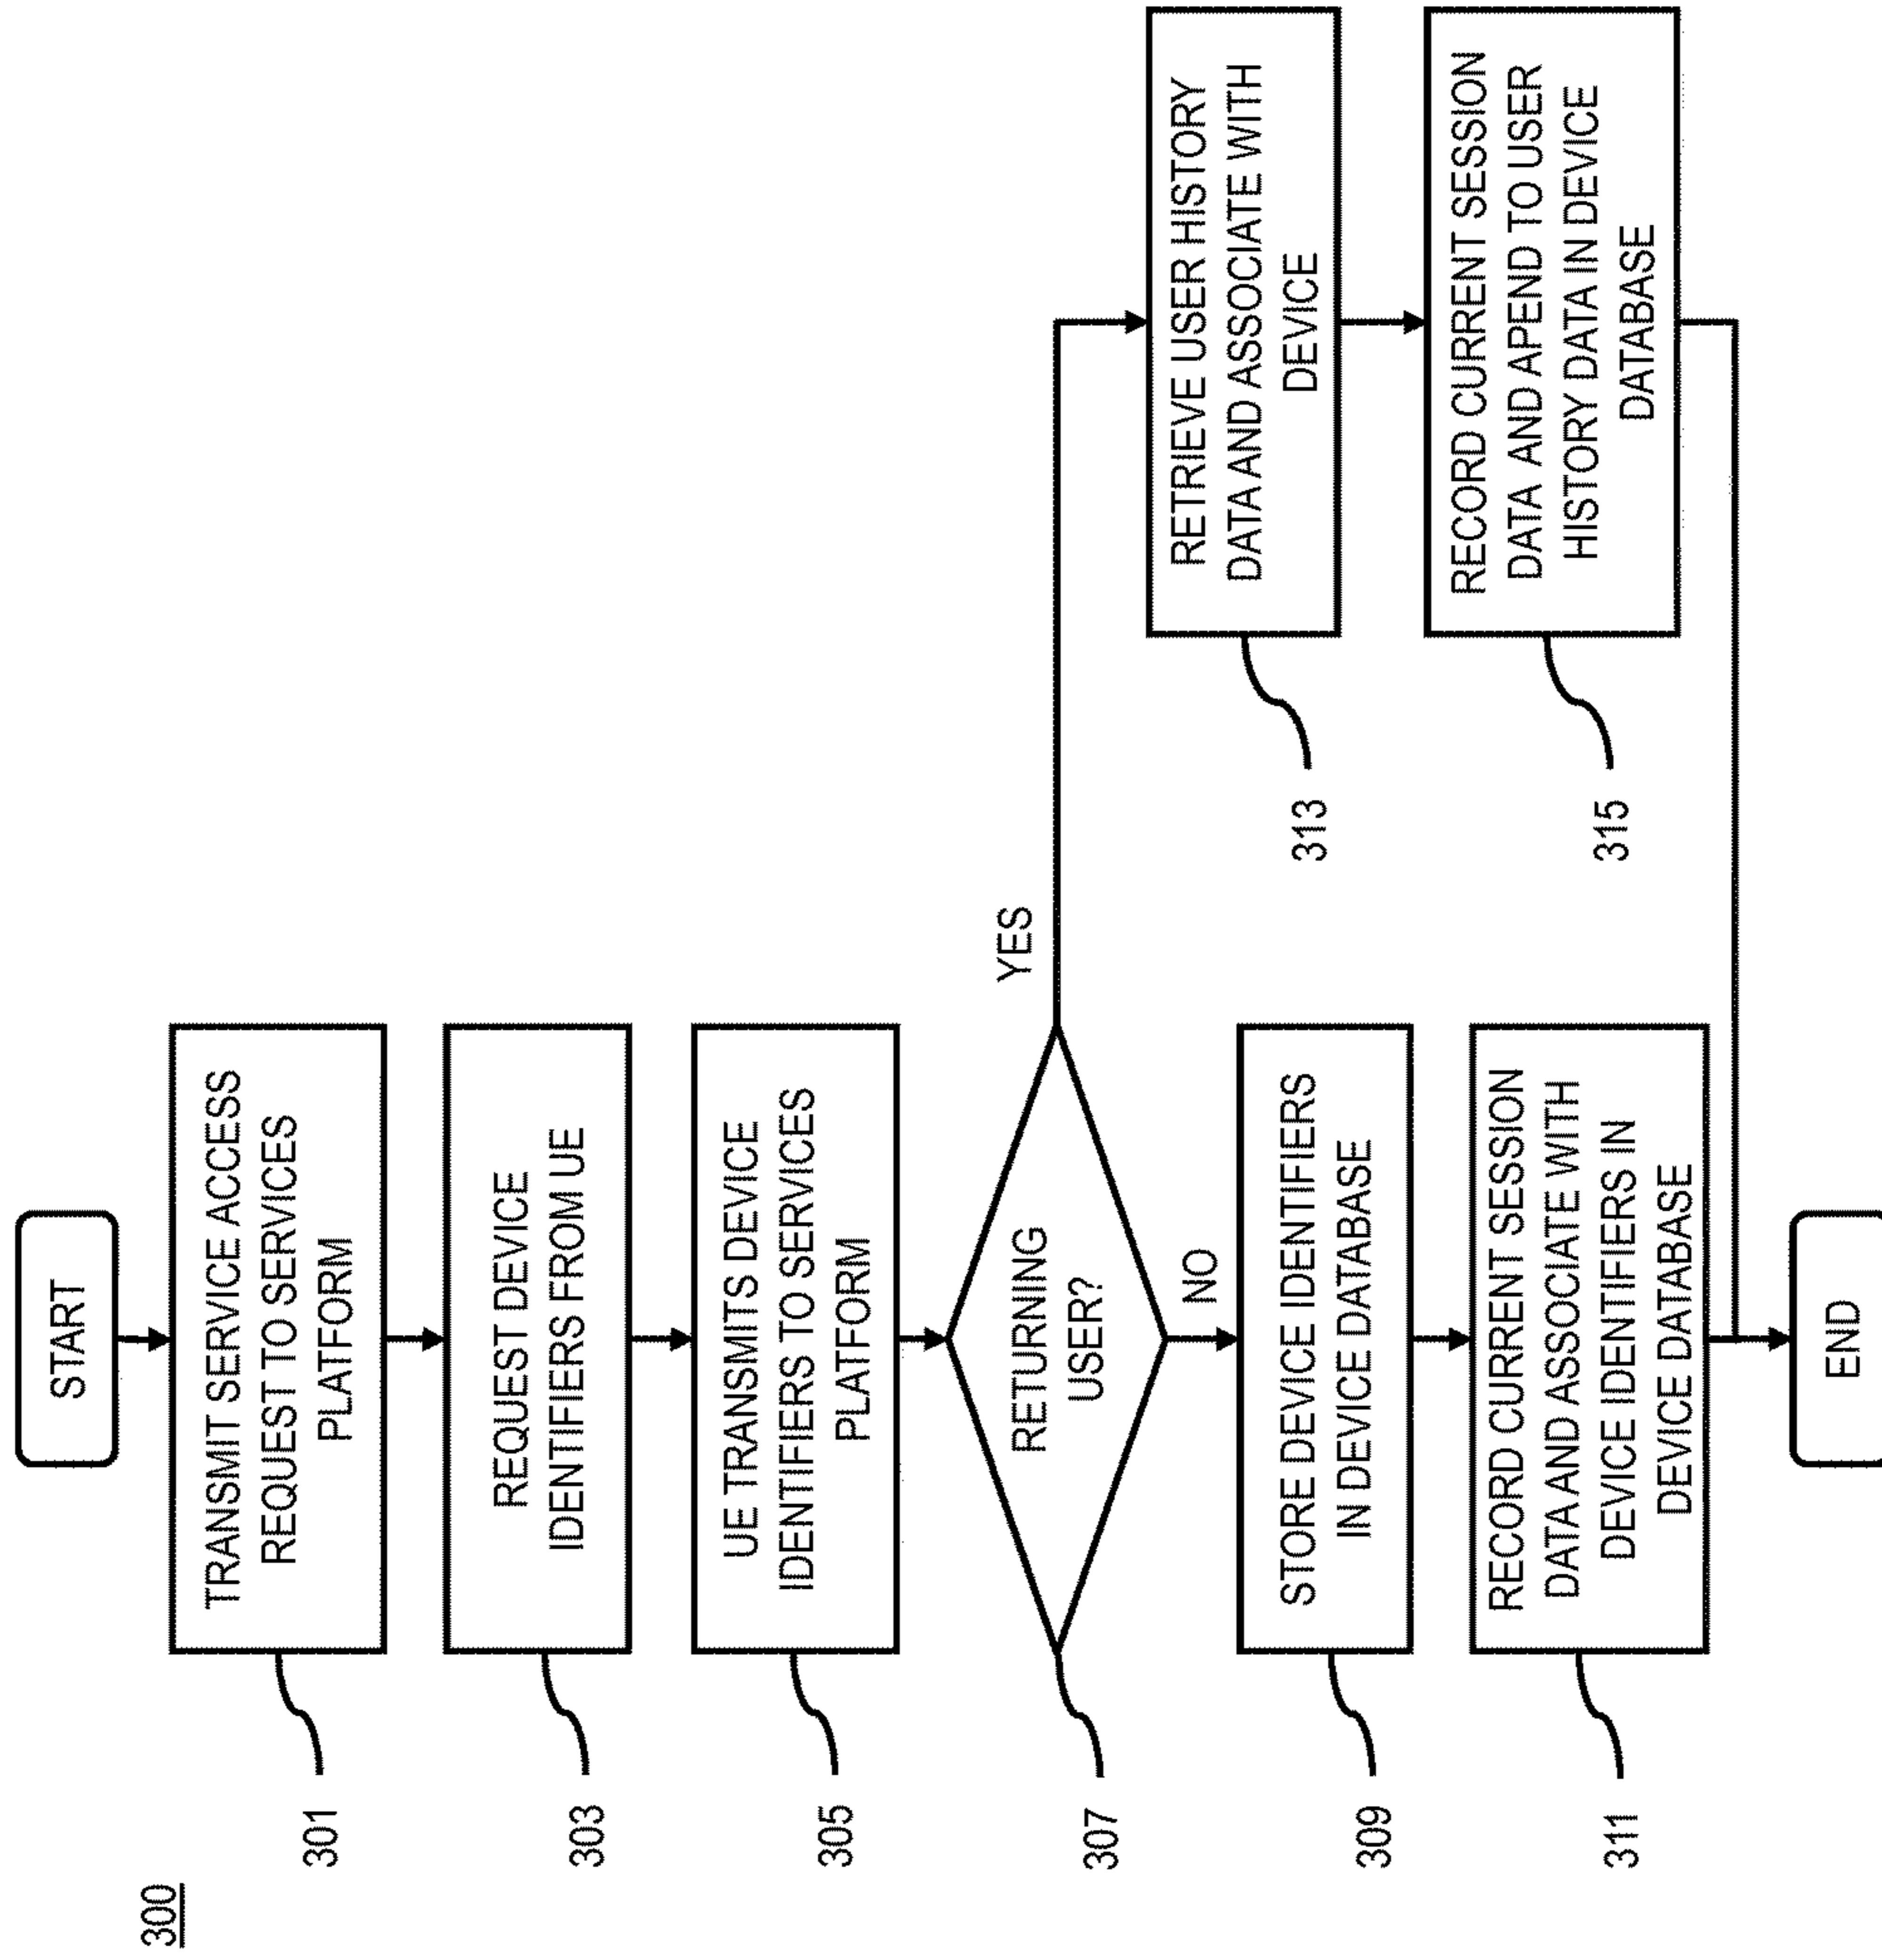 300
START
TRANSMIT SERVICE ACCESS
REQUEST TO SERVICES
PLATFORM
301
REQUEST DEVICE
IDENTIFIERS FROM UE
303
UE TRANSMITS DEVICE
IDENTIFIERS TO SERVICES
PLATFORM
305
RETURNING
USER?
307
YES
NO
STORE DEVICE IDENTIFIERS
IN DEVICE DATABASE
309
RECORD CURRENT SESSION
DATA AND ASSOCIATE WITH
DEVICE IDENTIFIERS IN
DEVICE DATABASE
311
RETRIEVE USER HISTORY
DATA AND ASSOCIATE WITH
DEVICE
313
RECORD CURRENT SESSION
DATA AND APEND TO USER
HISTORY DATA IN DEVICE
DATABASE
315
END